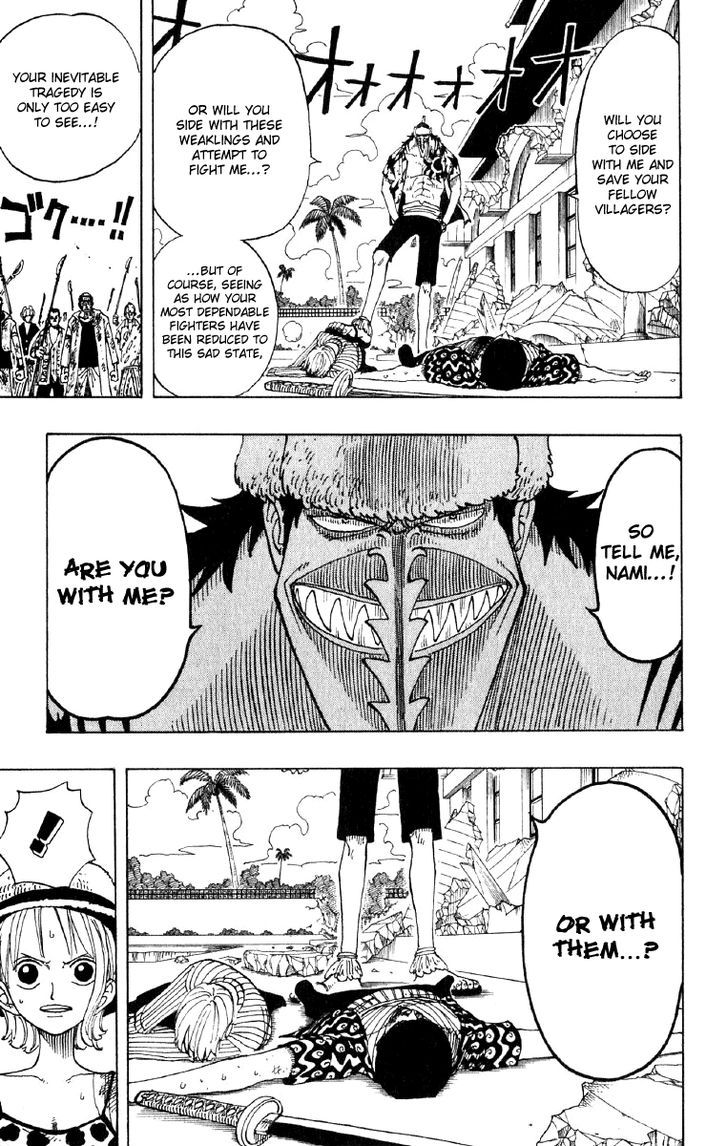 WILL YOU
CHOOSE
TO SIDE
WITH ME AND
SAVE YOUR
FELLOW
VILLAGERS?
OR WILL YOU
SIDE WITH THESE
WEAKLINGS AND
ATTEMPT TO
FIGHT ME...?
...BUT OF
COURSE, SEEING
AS HOW YOUR
MOST DEPENDABLE
FIGHTERS HAVE
BEEN REDUCED TO
THIS SAD STATE,
オオオオオ
YOUR INEVITABLE
TRAGEDY IS
ONLY TOO EASY
TO SEE...!
ゴク…!!
SO
TELL ME,
NAMI...!
ARE YOU
WITH ME?
OR WITH
THEM...?
!